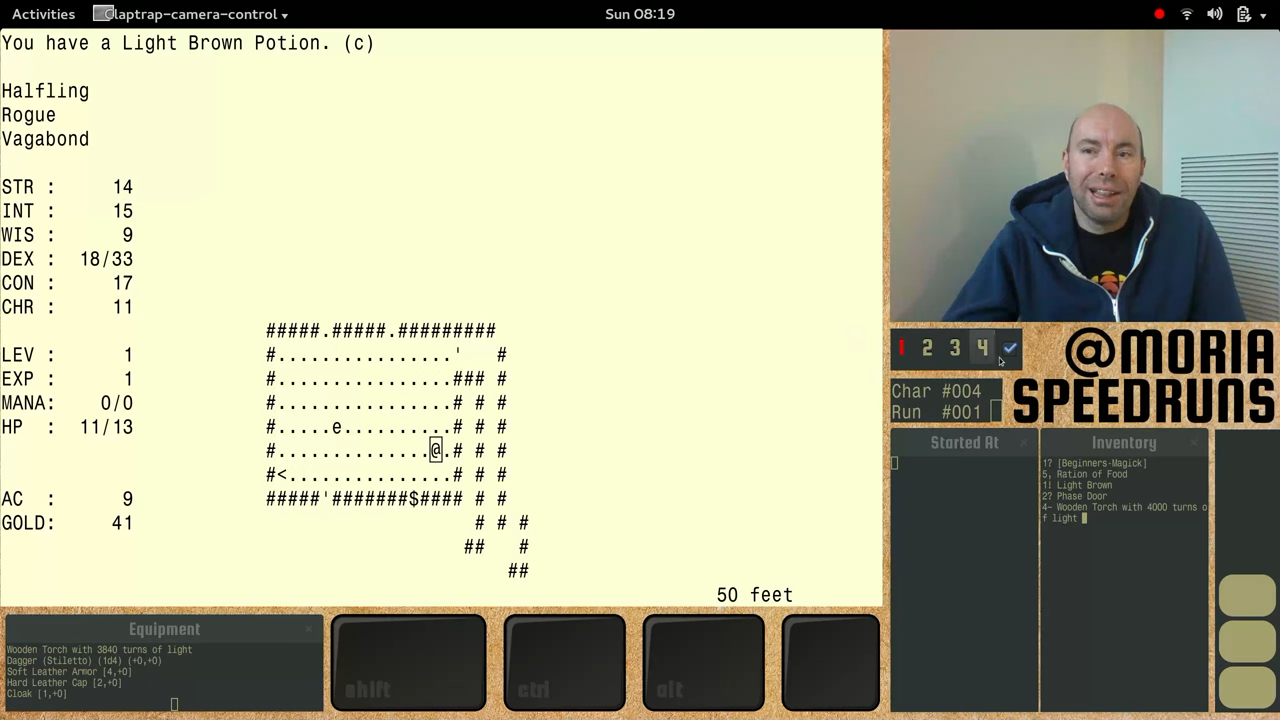 Activities Claptrap-camera-control Sun 08:19
You have a Light Brown Potion. (c)
Halfling
Rogue
Vagabond
STR : 14
INT : 15
WIS : 9
DEX : 18/33
CON : 17
CHR : 11
LEV : 1
EXP : 1
MANA: 0/0
HP : 11/13
AC : 9
GOLD: 41
#####.#####.#########
#................' #
#................### #
#................# # #
#.....e..........# # #
#..............@.# # #
#<...............# # #
#####'#######$#### # #
# # #
## #
##
50 feet
1 2 3 4
@MORIA
SPEEDRUNS
Char #004
Run #001
Started At
Inventory
1? [Beginners-Magick]
5, Ration of Food
1! Light Brown
2? Phase Door
4~ Wooden Torch with 4000 turns o
f light
Equipment
Wooden Torch with 3840 turns of light
Dagger (Stiletto) (1d4) (+0,+0)
Soft Leather Armor [4,+0]
Hard Leather Cap [2,+0]
Cloak [1,+0]
shift
ctrl
alt